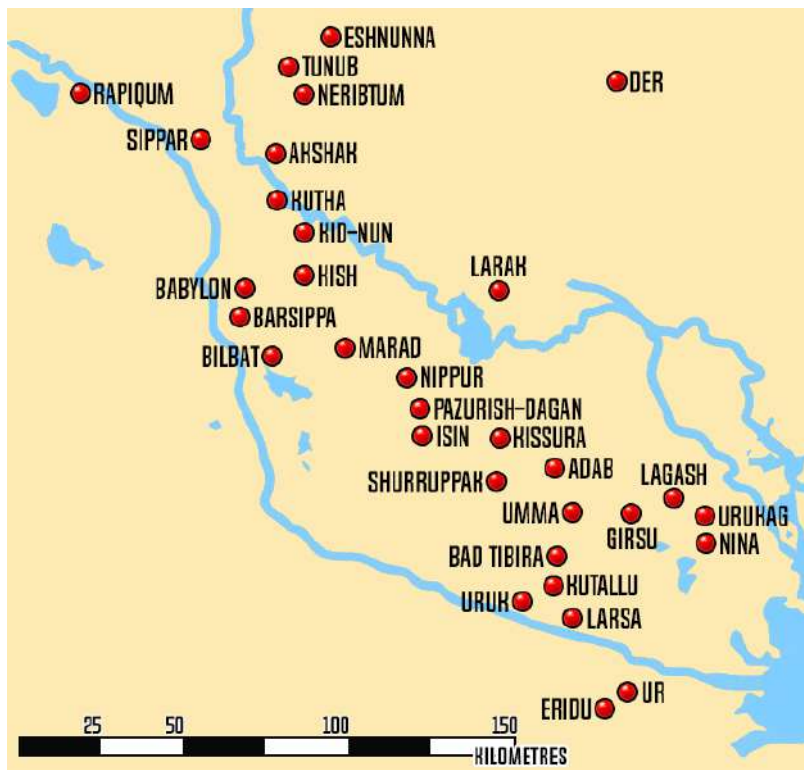 ESHNUNNA
TUNUB
DER
RAPIQUM
NERIBTUM
SIPPAR
AKSHAK
KUTHA
KID-NUN
LARAK
KISH
BABYLON
BARSIPPA
MARAD
BILBAT
NIPPUR
PAZURISH-DAGAN
ISIN
KISSURA
ADAB
LAGASH
SHURRUPPAK
UMMA
GIRSU
URUKAG
NINA
BAD TIBIRA
KUTALLU
URUK
LARSA
UR
ERIDU
25 50 100 150
KILOMETRES